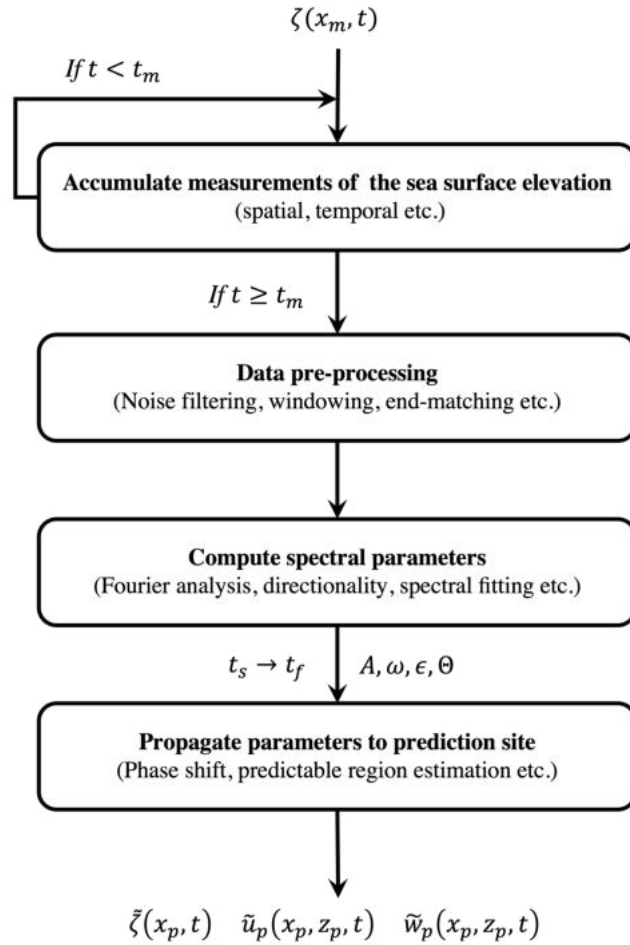 ζ(x_m, t)
If t < t_m
Accumulate measurements of the sea surface elevation
(spatial, temporal etc.)
If t ≥ t_m
Data pre-processing
(Noise filtering, windowing, end-matching etc.)
Compute spectral parameters
(Fourier analysis, directionality, spectral fitting etc.)
t_s → t_f A, ω, ϵ, Θ
Propagate parameters to prediction site
(Phase shift, predictable region estimation etc.)
ζ̃(x_p, t) ũ_p(x_p, z_p, t) w̃_p(x_p, z_p, t)